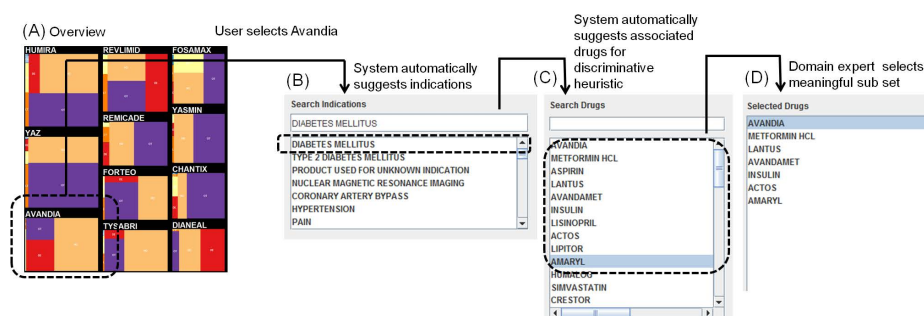 (A) Overview
User selects Avandia
HUMIRA
REVLIMID
FOSAMAX
REMICADE
YASMIN
YAZ
FORTEO
CHANTIX
AVANDIA
TYSABRI
DIANEAL
(B)
System automatically
suggests indications
Search Indications
DIABETES MELLITUS
DIABETES MELLITUS
TYPE 2 DIABETES MELLITUS
PRODUCT USED FOR UNKNOWN INDICATION
NUCLEAR MAGNETIC RESONANCE IMAGING
CORONARY ARTERY BYPASS
HYPERTENSION
PAIN
System automatically
suggests associated
drugs for
discriminative
heuristic
(C)
Search Drugs
AVANDIA
METFORMIN HCL
ASPIRIN
LANTUS
AVANDAMET
INSULIN
LISINOPRIL
ACTOS
LIPITOR
AMARYL
HUMALOG
SIMVASTATIN
CRESTOR
(D)
Domain expert selects
meaningful sub set
Selected Drugs
AVANDIA
METFORMIN HCL
LANTUS
AVANDAMET
INSULIN
ACTOS
AMARYL